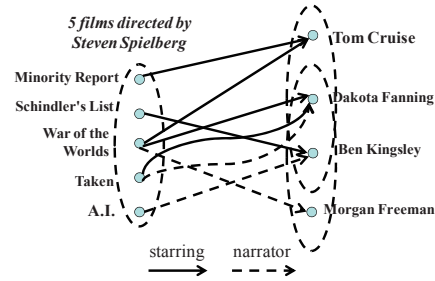 5 films directed by
Steven Spielberg
Tom Cruise
Minority Report
Dakota Fanning
Schindler's List
War of the
Worlds
Ben Kingsley
Taken
A.I.
Morgan Freeman
starring
narrator